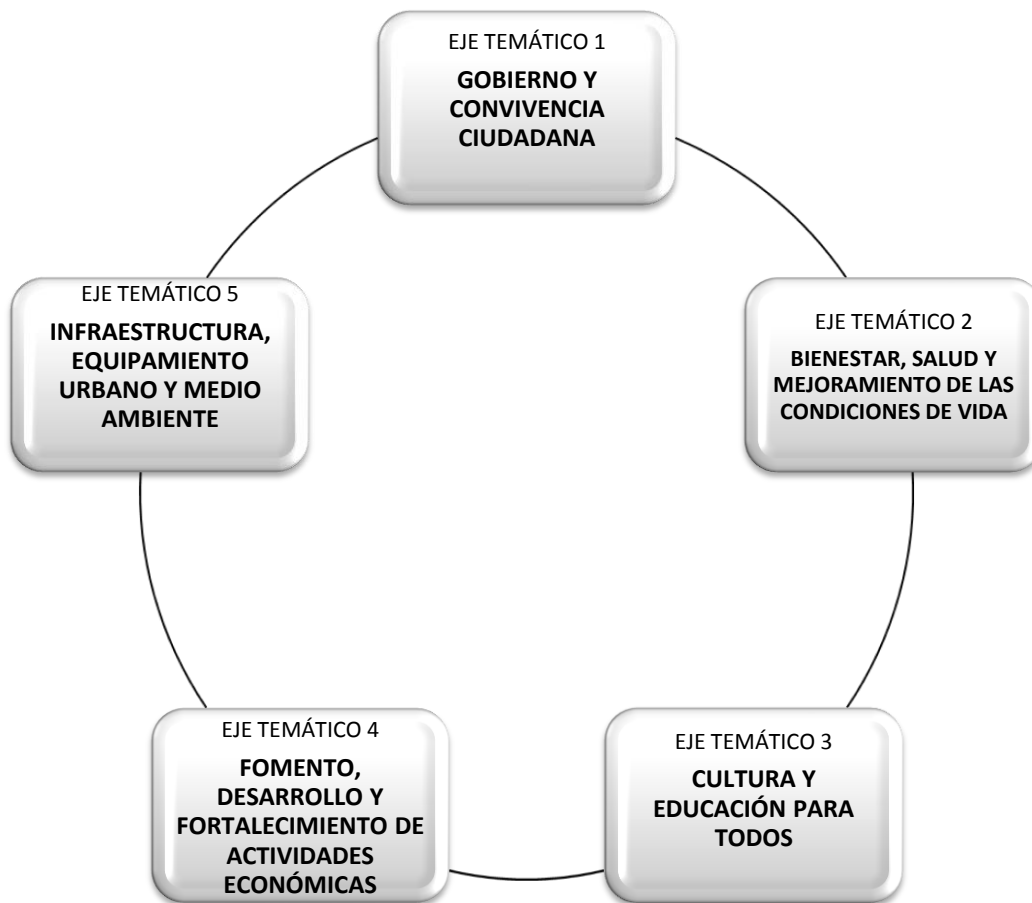 EJE TEMÁTICO 1
GOBIERNO Y
CONVIVENCIA
CIUDADANA
EJE TEMÁTICO 2
BIENESTAR, SALUD Y
MEJORAMIENTO DE LAS
CONDICIONES DE VIDA
EJE TEMÁTICO 3
CULTURA Y
EDUCACIÓN PARA
TODOS
EJE TEMÁTICO 4
FOMENTO,
DESARROLLO Y
FORTALECIMIENTO DE
ACTIVIDADES
ECONÓMICAS
EJE TEMÁTICO 5
INFRAESTRUCTURA,
EQUIPAMIENTO
URBANO Y MEDIO
AMBIENTE